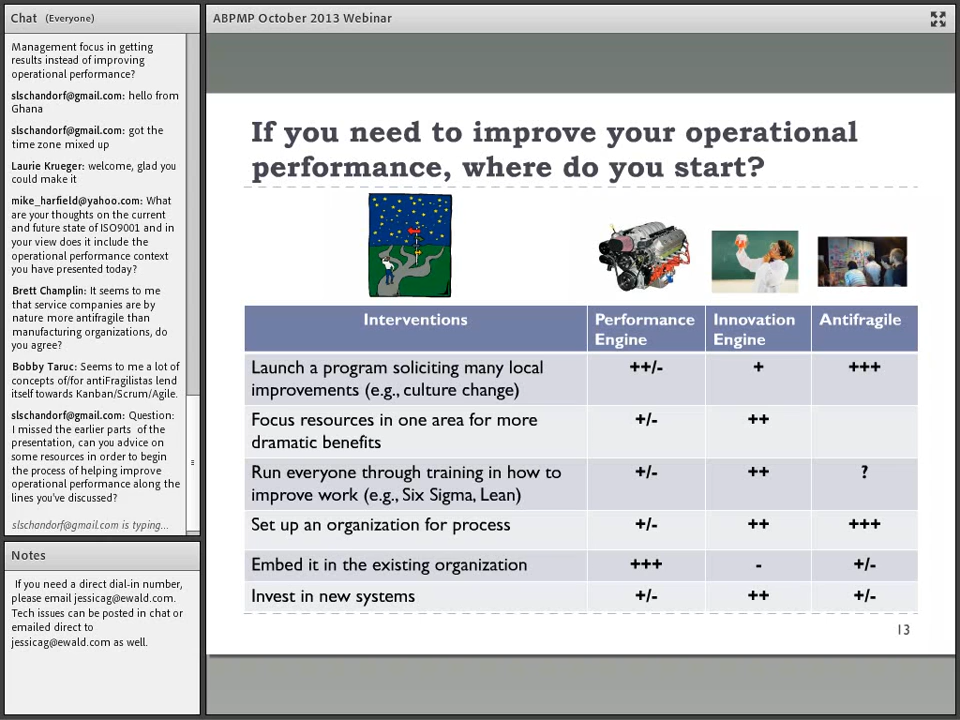 Chat (Everyone)
Management focus in getting
results instead of improving
operational performance?
slschandorf@gmail.com: hello from
Ghana
slschandorf@gmail.com: got the
time zone mixed up
Laurie Krueger: welcome, glad you
could make it
mike_harfield@yahoo.com: What
are your thoughts on the current
and future state of ISO9001 and in
your view does it include the
operational performance context
you have presented today?
Brett Champlin: It seems to me
that service companies are by
nature more antifragile than
manufacturing organizations, do
you agree?
Bobby Taruc: Seems to me a lot of
concepts of/for antiFragilistas lend
itself towards Kanban/Scrum/Agile.
slschandorf@gmail.com: Question:
I missed the earlier parts of the
presentation, can you advice on
some resources in order to begin
the process of helping improve
operational performance along the
lines you've discussed?
slschandorf@gmail.com is typing...
Notes
If you need a direct dial-in number,
please email jessicag@ewald.com.
Tech issues can be posted in chat or
emailed direct to
jessicag@ewald.com as well.
ABPMP October 2013 Webinar
If you need to improve your operational
performance, where do you start?
Interventions Performance Engine Innovation Engine Antifragile
Launch a program soliciting many local
improvements (e.g., culture change) ++/- + +++
Focus resources in one area for more
dramatic benefits +/- ++
Run everyone through training in how to
improve work (e.g., Six Sigma, Lean) +/- ++ ?
Set up an organization for process +/- ++ +++
Embed it in the existing organization +++ - +/-
Invest in new systems +/- ++ +/-
13